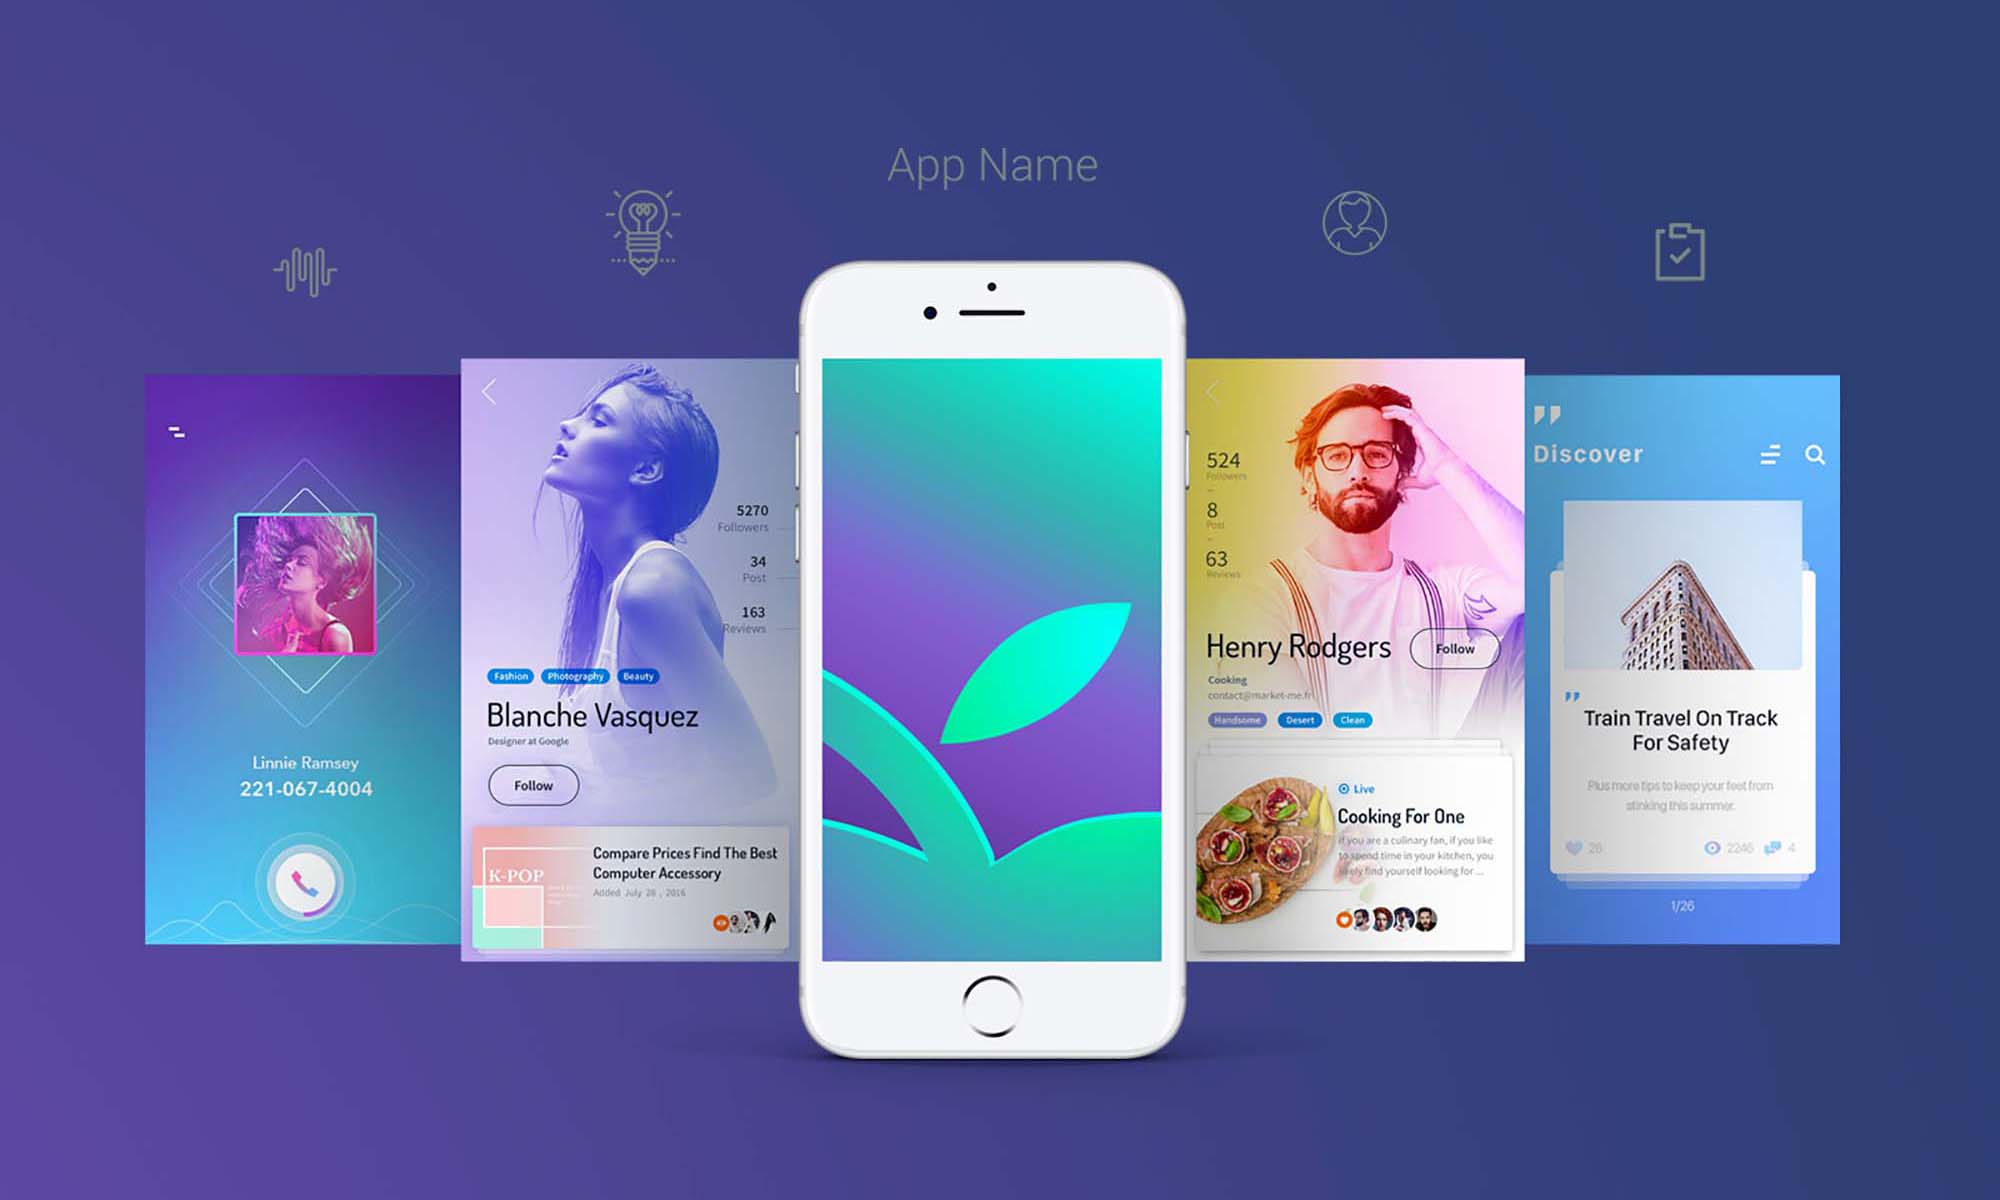 App Name
Linnie Ramsey
221-067-4004
5270
Followers
34
Post
163
Reviews
Fashion
Photography
Beauty
Blanche Vasquez
Designer at Google
Follow
K-POP
Compare Prices Find The Best
Computer Accessory
Added July 28 , 2016
524
Followers
8
Post
63
Reviews
Henry Rodgers
Follow
Cooking
contact@market-me.fr
Handsome
Desert
Clean
Live
Cooking For One
if you are a culinary fan, if you like
to spend time in your kitchen, you
likely find yourself looking for ...
Discover
Train Travel On Track
For Safety
Plus more tips to keep your feet from
stinking this summer.
26
2246
4
1/26